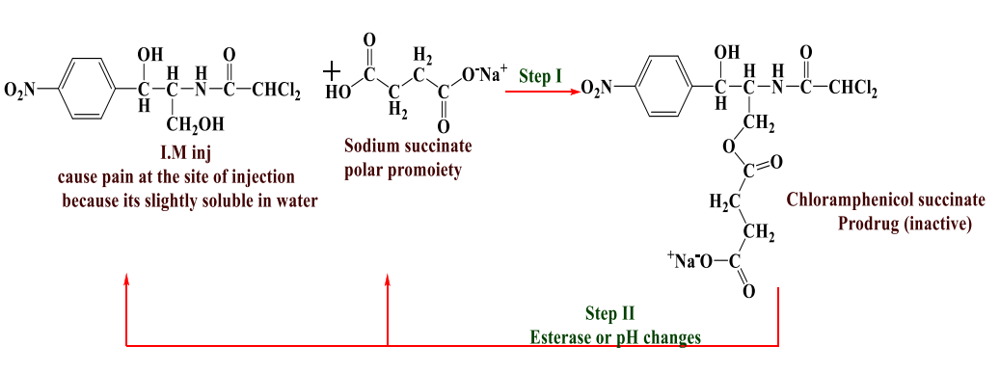 OH
O
H
H
O₂N
C
C
N
C
CHCl₂
H
CH₂OH
+
O
H₂
C
C
O⁻Na⁺
HO
C
C
H₂
O
Step I
OH
O
H
H
O₂N
C
C
N
C
CHCl₂
H
CH₂
O
C
O
H₂C
CH₂
⁺Na⁻O
C
O
I.M inj
cause pain at the site of injection
because its slightly soluble in water
Sodium succinate
polar promoiety
Chloramphenicol succinate
Prodrug (inactive)
Step II
Esterase or pH changes